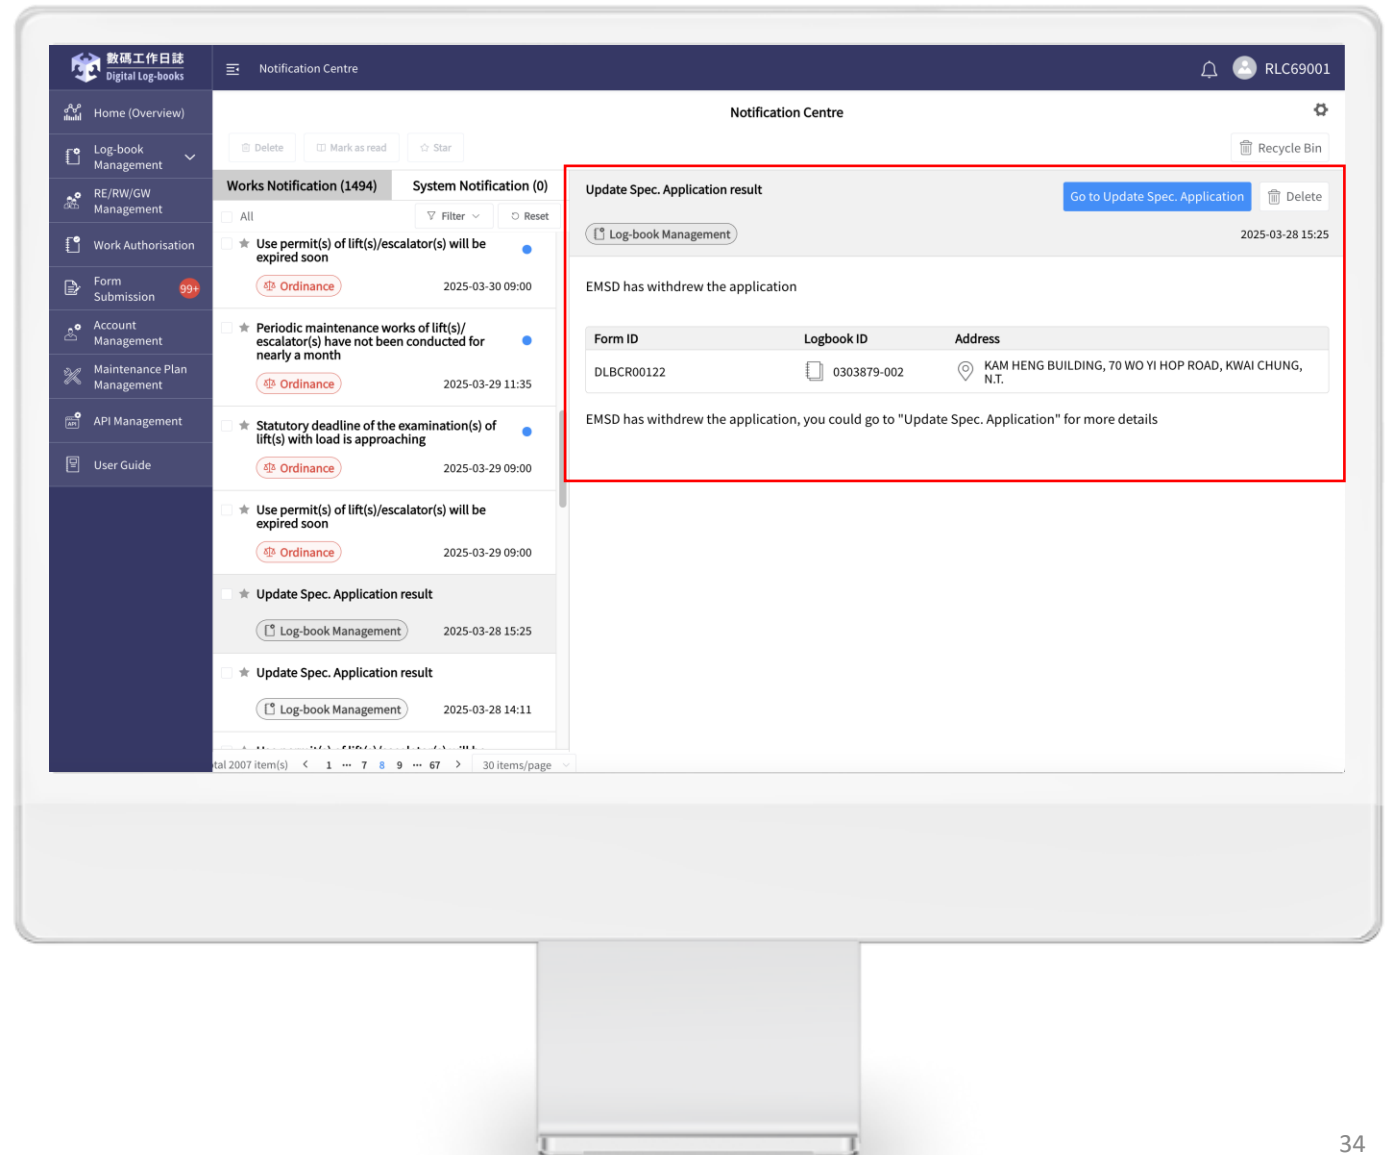 數碼工作日誌
Digital Log-books
Notification Centre
RLC69001
Home (Overview)
Log-book
Management
RE/RW/GW
Management
Work Authorisation
Form
Submission
99+
Account
Management
Maintenance Plan
Management
API Management
User Guide
Notification Centre
Delete
Mark as read
Star
Recycle Bin
Works Notification (1494)
System Notification (0)
All
Filter
Reset
Use permit(s) of lift(s)/escalator(s) will be
expired soon
Ordinance
2025-03-30 09:00
Periodic maintenance works of lift(s)/
escalator(s) have not been conducted for
nearly a month
Ordinance
2025-03-29 11:35
Statutory deadline of the examination(s) of
lift(s) with load is approaching
Ordinance
2025-03-29 09:00
Use permit(s) of lift(s)/escalator(s) will be
expired soon
Ordinance
2025-03-29 09:00
Update Spec. Application result
Log-book Management
2025-03-28 15:25
Update Spec. Application result
Log-book Management
2025-03-28 14:11
2007 item(s) < 1 ··· 7 8 9 ··· 67 > 30 items/page
Update Spec. Application result
Go to Update Spec. Application
Delete
Log-book Management
2025-03-28 15:25
EMSD has withdrew the application
Form ID Logbook ID Address
DLBCR00122 0303879-002 KAM HENG BUILDING, 70 WO YI HOP ROAD, KWAI CHUNG,
N.T.
EMSD has withdrew the application, you could go to "Update Spec. Application" for more details
34